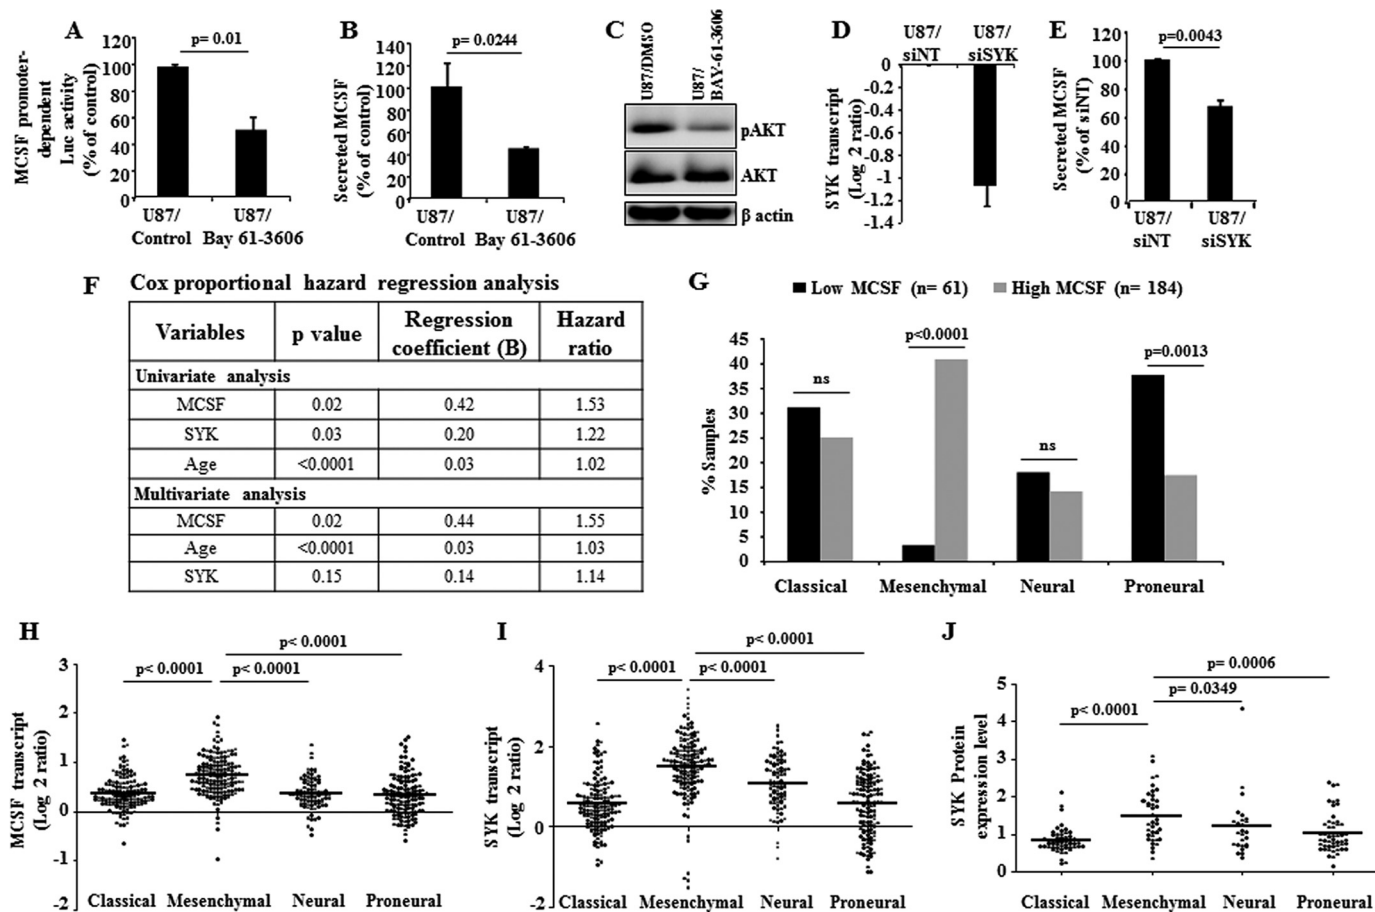 A
MCSF promoter-
dependent
Luc activity
(% of control)
p= 0.01
120
100
80
60
40
20
0
U87/
Control
U87/
Bay 61-3606
B
Secreted MCSF
(% of control)
p= 0.0244
140
120
100
80
60
40
20
0
U87/
Control
U87/
Bay 61-3606
C
U87/DMSO
U87/
BAY-61-3606
pAKT
AKT
β actin
D
U87/
siNT
U87/
siSYK
SYK transcript
(Log 2 ratio)
0
-0.2
-0.4
-0.6
-0.8
-1
-1.2
-1.4
E
p=0.0043
Secreted MCSF
(% of siNT)
120
100
80
60
40
20
0
U87/
siNT
U87/
siSYK
F
Cox proportional hazard regression analysis
Variables
p value
Regression
coefficient (B)
Hazard
ratio
Univariate analysis
MCSF 0.02 0.42 1.53
SYK 0.03 0.20 1.22
Age <0.0001 0.03 1.02
Multivariate analysis
MCSF 0.02 0.44 1.55
Age <0.0001 0.03 1.03
SYK 0.15 0.14 1.14
G
Low MCSF (n= 61) High MCSF (n= 184)
% Samples
45
40
35
30
25
20
15
10
5
0
ns
p<0.0001
ns
p=0.0013
Classical Mesenchymal Neural Proneural
H
MCSF transcript
(Log 2 ratio)
p< 0.0001
p< 0.0001 p< 0.0001
3
2
1
0
-1
-2
Classical Mesenchymal Neural Proneural
I
SYK transcript
(Log 2 ratio)
p< 0.0001
p< 0.0001 p< 0.0001
4
2
0
-2
Classical Mesenchymal Neural Proneural
J
SYK Protein
expression level
p= 0.0006
p= 0.0349
p< 0.0001
5
4
3
2
1
0
Classical Mesenchymal Neural Proneural